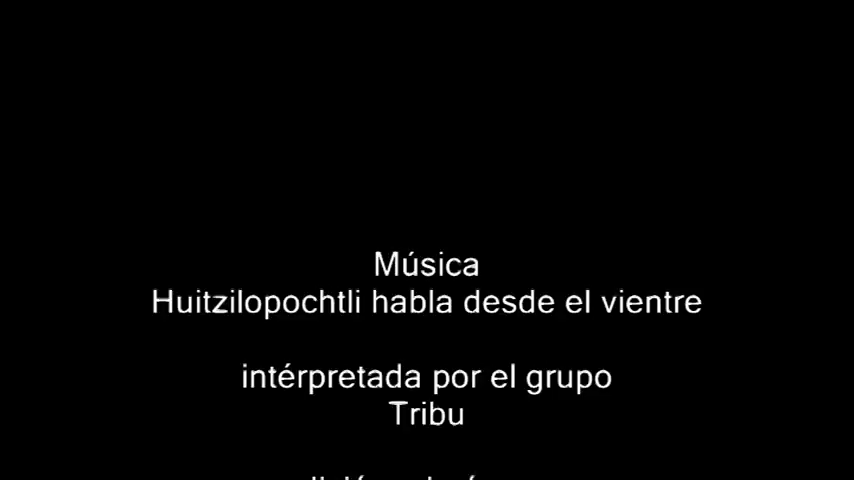 Música
Huitzilopochtli habla desde el vientre
intérpretada por el grupo
Tribu